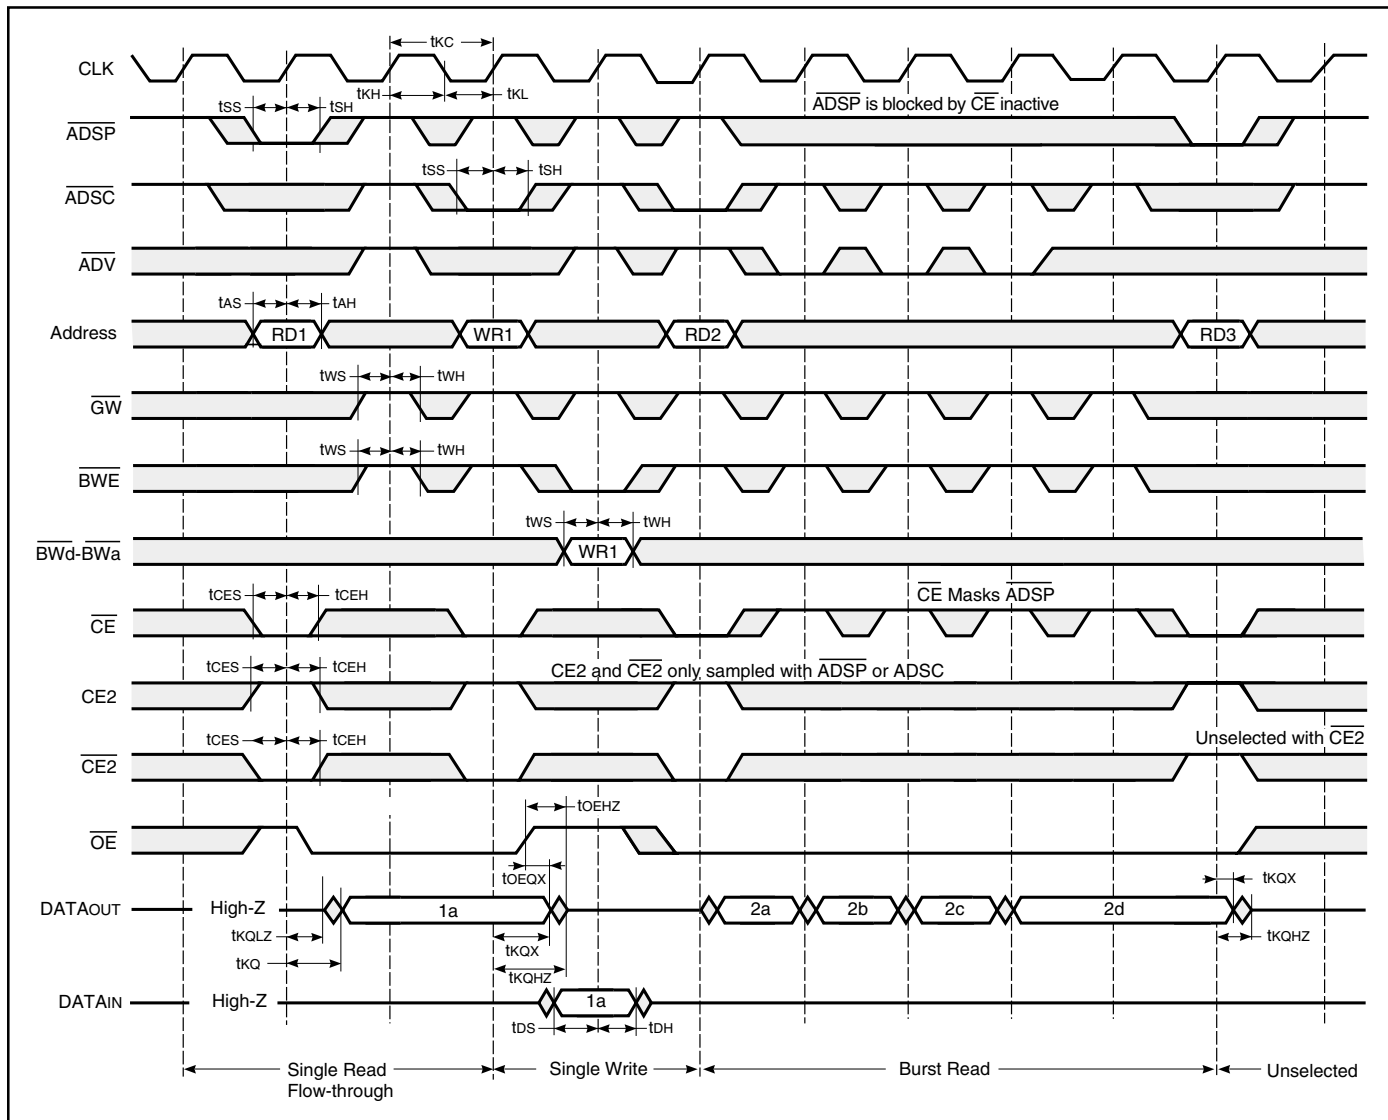 tKC
CLK
tKH tKL
tSS tSH
ADSP is blocked by CE inactive
ADSP
tSS tSH
ADSC
ADV
tAS tAH
Address RD1 WR1 RD2 RD3
tWS tWH
GW
tWS tWH
BWE
tWS tWH
BWd-BWa WR1
tCES tCEH CE Masks ADSP
CE
tCES tCEH CE2 and CE2 only sampled with ADSP or ADSC
CE2
tCES tCEH Unselected with CE2
CE2
tOEHZ
OE
tOEQX tKQX
DATAOUT High-Z 1a 2a 2b 2c 2d
tKQLZ tKQX tKQHZ
tKQ tKQHZ
DATAIN High-Z 1a
tDS tDH
Single Read Single Write Burst Read Unselected
Flow-through